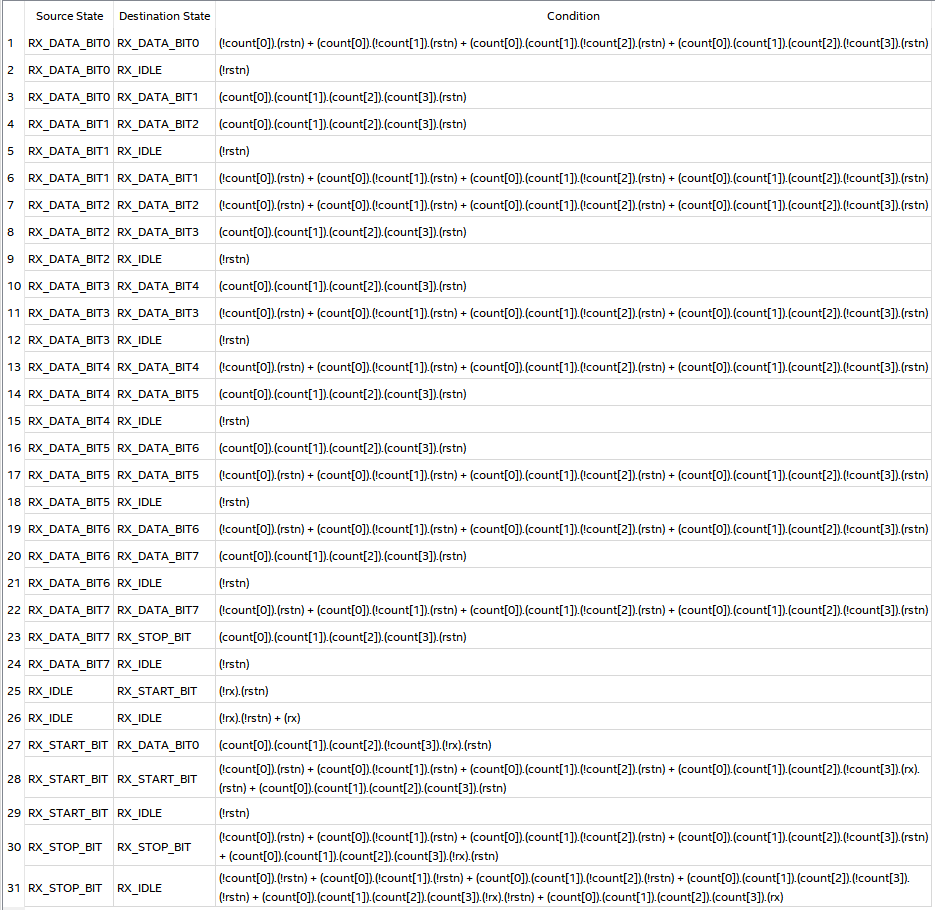 Source State Destination State Condition
1 RX_DATA_BIT0 RX_DATA_BIT0 (!count[0]).(rstn) + (count[0]).(!count[1]).(rstn) + (count[0]).(count[1]).(!count[2]).(rstn) + (count[0]).(count[1]).(count[2]).(!count[3]).(rstn)
2 RX_DATA_BIT0 RX_IDLE (!rstn)
3 RX_DATA_BIT0 RX_DATA_BIT1 (count[0]).(count[1]).(count[2]).(count[3]).(rstn)
4 RX_DATA_BIT1 RX_DATA_BIT2 (count[0]).(count[1]).(count[2]).(count[3]).(rstn)
5 RX_DATA_BIT1 RX_IDLE (!rstn)
6 RX_DATA_BIT1 RX_DATA_BIT1 (!count[0]).(rstn) + (count[0]).(!count[1]).(rstn) + (count[0]).(count[1]).(!count[2]).(rstn) + (count[0]).(count[1]).(count[2]).(!count[3]).(rstn)
7 RX_DATA_BIT2 RX_DATA_BIT2 (!count[0]).(rstn) + (count[0]).(!count[1]).(rstn) + (count[0]).(count[1]).(!count[2]).(rstn) + (count[0]).(count[1]).(count[2]).(!count[3]).(rstn)
8 RX_DATA_BIT2 RX_DATA_BIT3 (count[0]).(count[1]).(count[2]).(count[3]).(rstn)
9 RX_DATA_BIT2 RX_IDLE (!rstn)
10 RX_DATA_BIT3 RX_DATA_BIT4 (count[0]).(count[1]).(count[2]).(count[3]).(rstn)
11 RX_DATA_BIT3 RX_DATA_BIT3 (!count[0]).(rstn) + (count[0]).(!count[1]).(rstn) + (count[0]).(count[1]).(!count[2]).(rstn) + (count[0]).(count[1]).(count[2]).(!count[3]).(rstn)
12 RX_DATA_BIT3 RX_IDLE (!rstn)
13 RX_DATA_BIT4 RX_DATA_BIT4 (!count[0]).(rstn) + (count[0]).(!count[1]).(rstn) + (count[0]).(count[1]).(!count[2]).(rstn) + (count[0]).(count[1]).(count[2]).(!count[3]).(rstn)
14 RX_DATA_BIT4 RX_DATA_BIT5 (count[0]).(count[1]).(count[2]).(count[3]).(rstn)
15 RX_DATA_BIT4 RX_IDLE (!rstn)
16 RX_DATA_BIT5 RX_DATA_BIT6 (count[0]).(count[1]).(count[2]).(count[3]).(rstn)
17 RX_DATA_BIT5 RX_DATA_BIT5 (!count[0]).(rstn) + (count[0]).(!count[1]).(rstn) + (count[0]).(count[1]).(!count[2]).(rstn) + (count[0]).(count[1]).(count[2]).(!count[3]).(rstn)
18 RX_DATA_BIT5 RX_IDLE (!rstn)
19 RX_DATA_BIT6 RX_DATA_BIT6 (!count[0]).(rstn) + (count[0]).(!count[1]).(rstn) + (count[0]).(count[1]).(!count[2]).(rstn) + (count[0]).(count[1]).(count[2]).(!count[3]).(rstn)
20 RX_DATA_BIT6 RX_DATA_BIT7 (count[0]).(count[1]).(count[2]).(count[3]).(rstn)
21 RX_DATA_BIT6 RX_IDLE (!rstn)
22 RX_DATA_BIT7 RX_DATA_BIT7 (!count[0]).(rstn) + (count[0]).(!count[1]).(rstn) + (count[0]).(count[1]).(!count[2]).(rstn) + (count[0]).(count[1]).(count[2]).(!count[3]).(rstn)
23 RX_DATA_BIT7 RX_STOP_BIT (count[0]).(count[1]).(count[2]).(count[3]).(rstn)
24 RX_DATA_BIT7 RX_IDLE (!rstn)
25 RX_IDLE RX_START_BIT (!rx).(rstn)
26 RX_IDLE RX_IDLE (!rx).(!rstn) + (rx)
27 RX_START_BIT RX_DATA_BIT0 (count[0]).(count[1]).(count[2]).(!count[3]).(!rx).(rstn)
28 RX_START_BIT RX_START_BIT (!count[0]).(rstn) + (count[0]).(!count[1]).(rstn) + (count[0]).(count[1]).(!count[2]).(rstn) + (count[0]).(count[1]).(count[2]).(!count[3]).(rx).
(rstn) + (count[0]).(count[1]).(count[2]).(count[3]).(rstn)
29 RX_START_BIT RX_IDLE (!rstn)
30 RX_STOP_BIT RX_STOP_BIT (!count[0]).(rstn) + (count[0]).(!count[1]).(rstn) + (count[0]).(count[1]).(!count[2]).(rstn) + (count[0]).(count[1]).(count[2]).(!count[3]).(rstn)
+ (count[0]).(count[1]).(count[2]).(count[3]).(!rx).(rstn)
31 RX_STOP_BIT RX_IDLE (!count[0]).(!rstn) + (count[0]).(!count[1]).(!rstn) + (count[0]).(count[1]).(!count[2]).(!rstn) + (count[0]).(count[1]).(count[2]).(!count[3]).
(!rstn) + (count[0]).(count[1]).(count[2]).(count[3]).(!rx).(!rstn) + (count[0]).(count[1]).(count[2]).(count[3]).(rx)